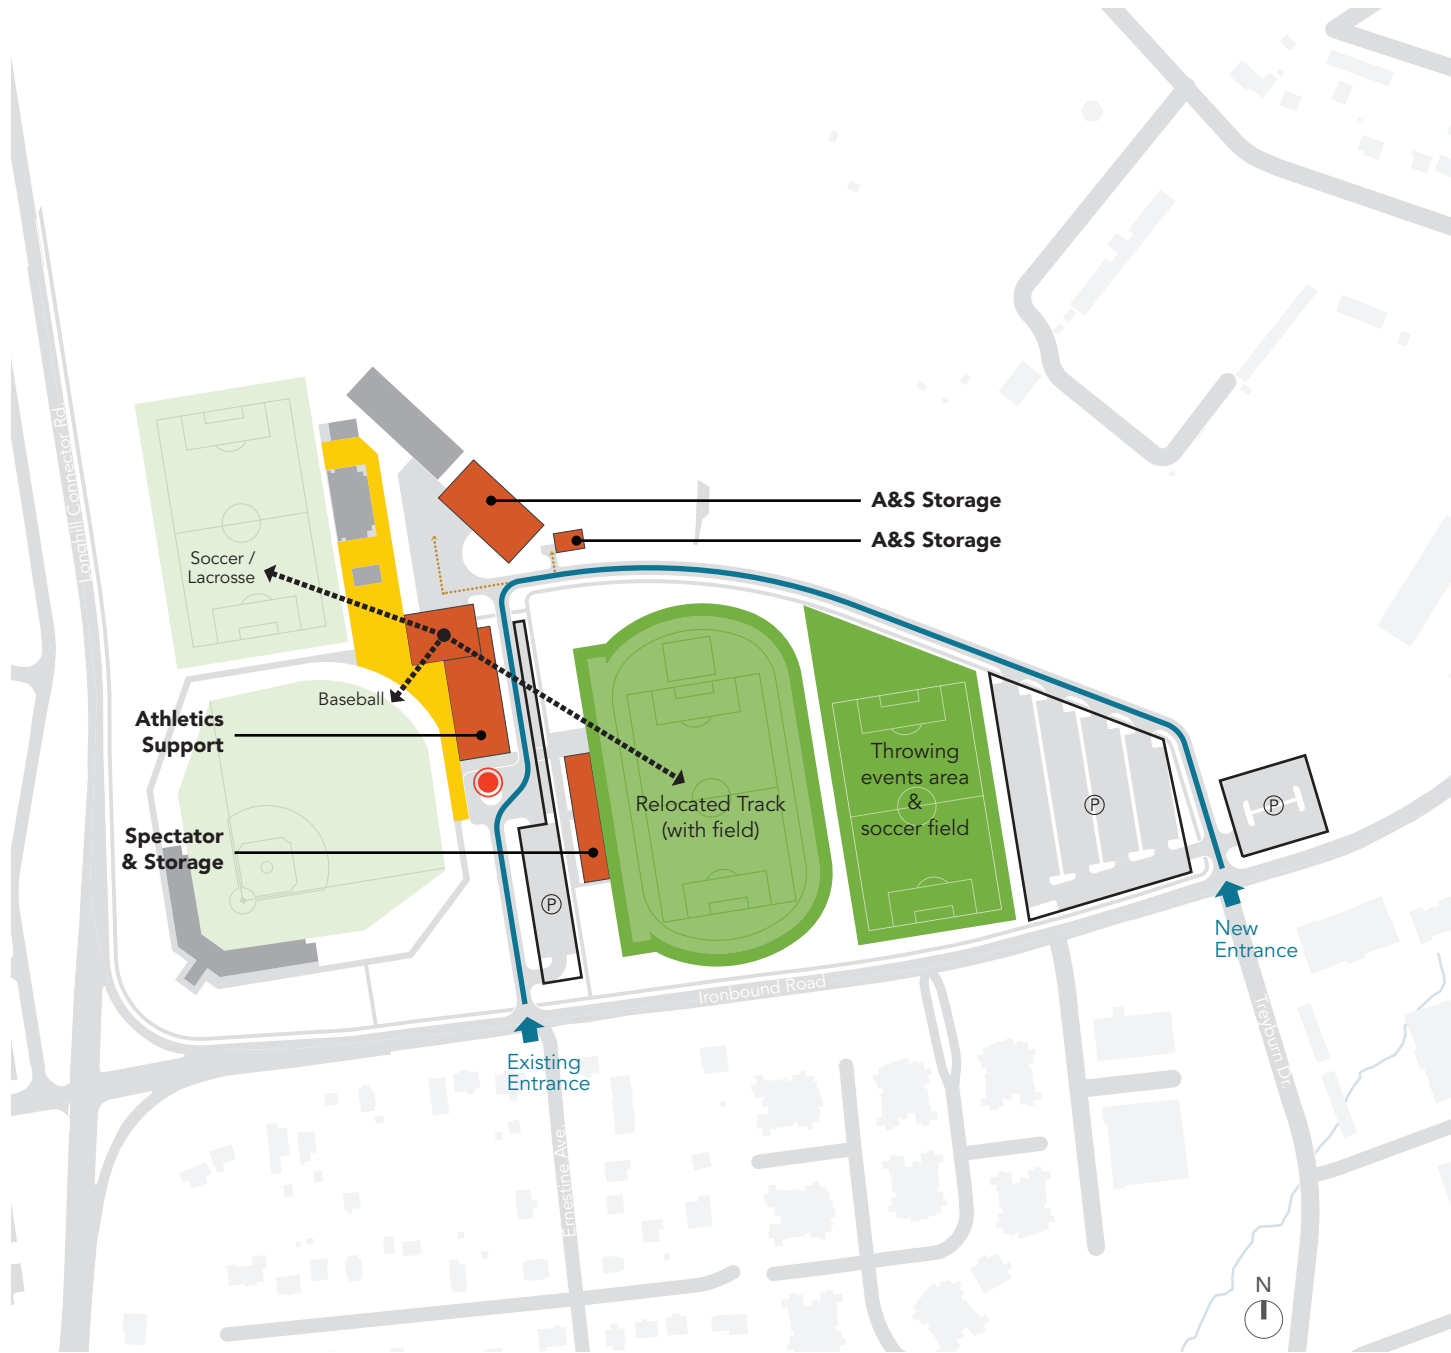 Longhill Connector Rd.
A&S Storage
A&S Storage
Soccer /
Lacrosse
Baseball
Athletics
Support
Spectator
& Storage
Relocated Track
(with field)
Throwing
events area
&
soccer field
P
P
P
New
Entrance
Ironbound Road
Existing
Entrance
Treyburn Dr.
Ernestine Ave.
N